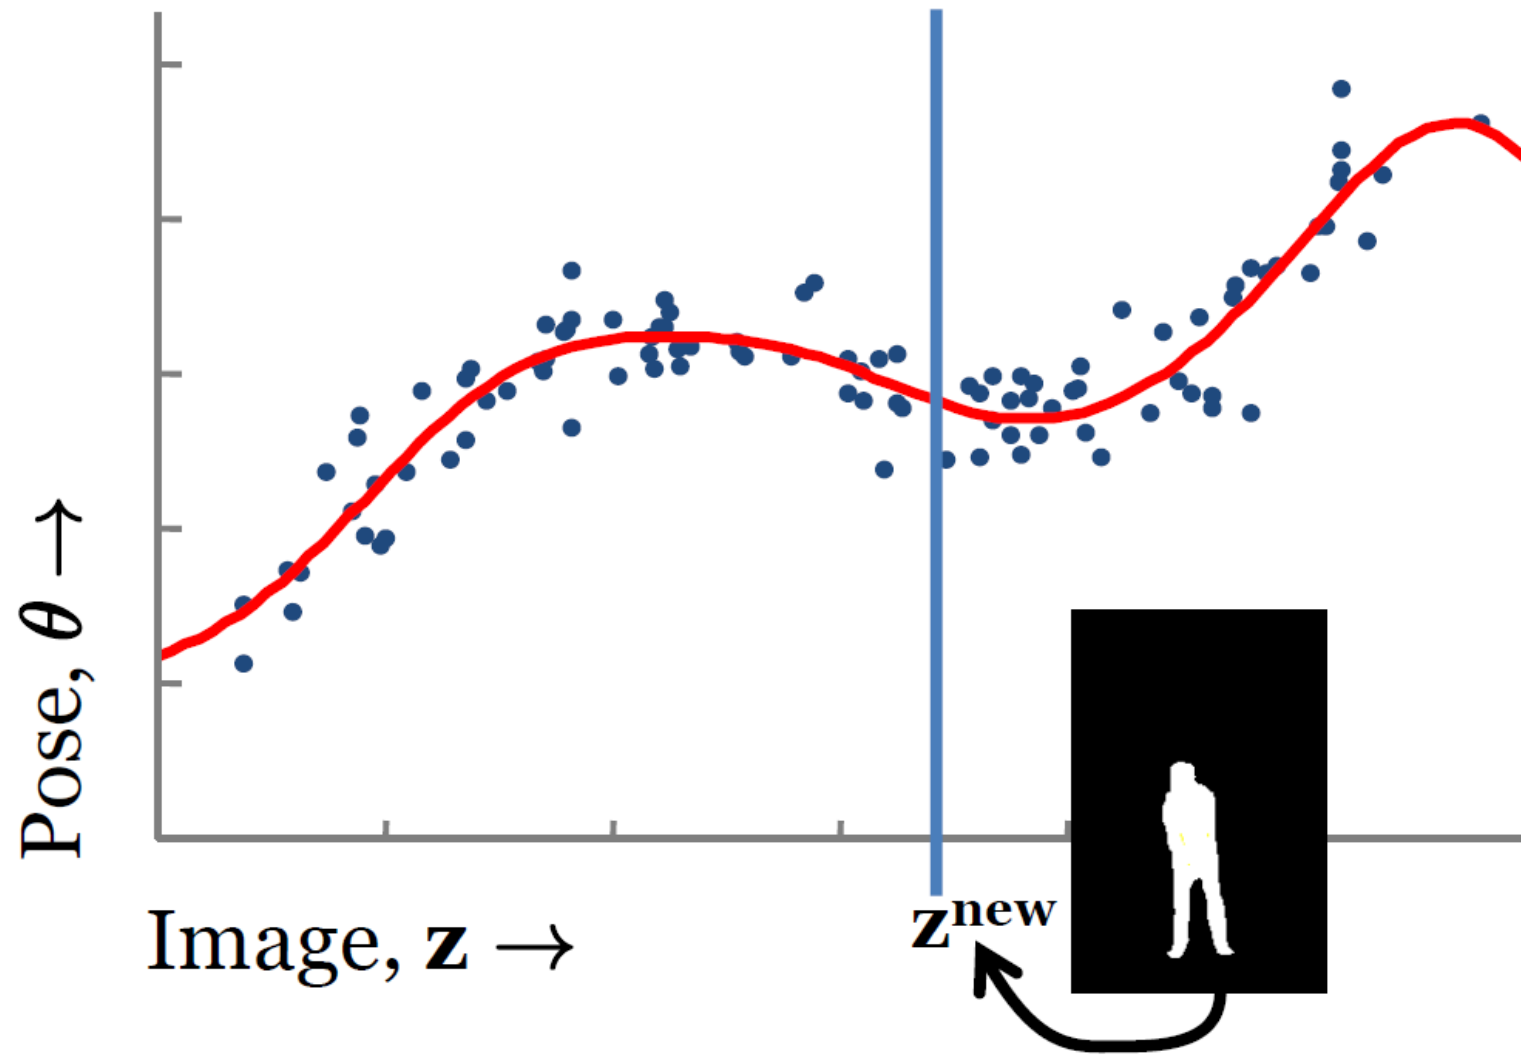 Pose, θ →
Image, z →
z^new